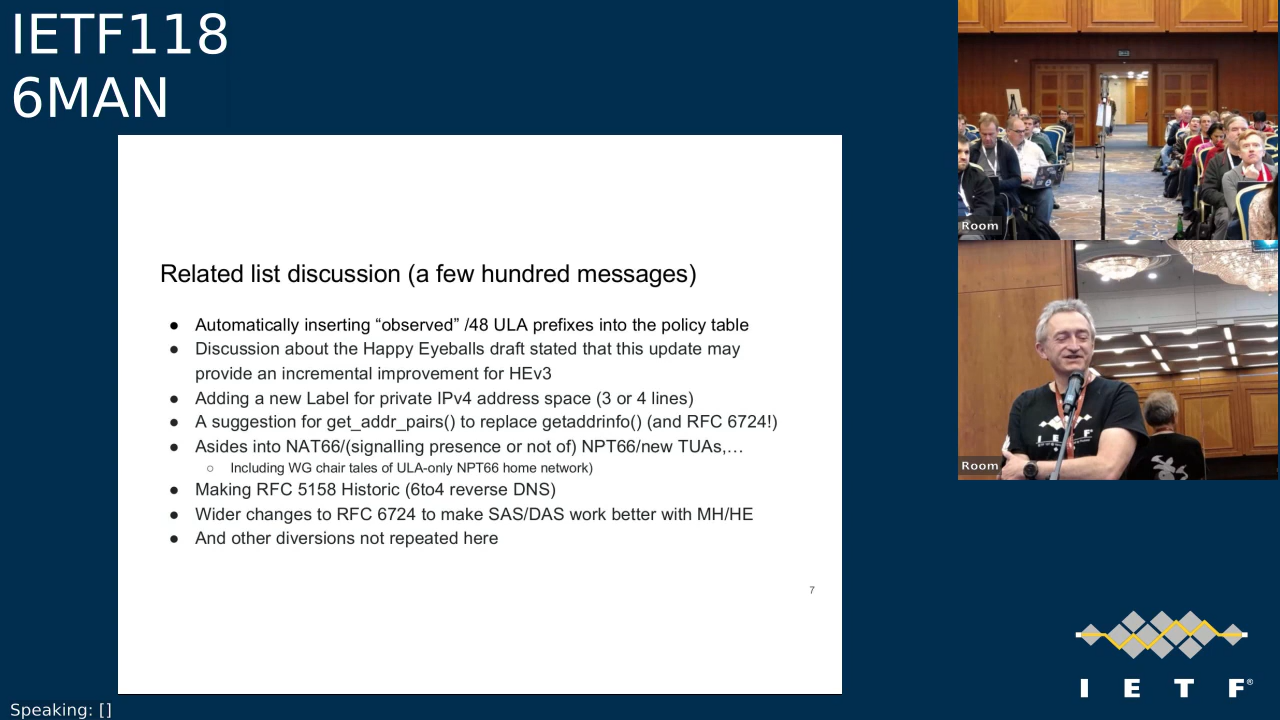 IETF118
6MAN
Related list discussion (a few hundred messages)
● Automatically inserting “observed” /48 ULA prefixes into the policy table
● Discussion about the Happy Eyeballs draft stated that this update may
provide an incremental improvement for HEv3
● Adding a new Label for private IPv4 address space (3 or 4 lines)
● A suggestion for get_addr_pairs() to replace getaddrinfo() (and RFC 6724!)
● Asides into NAT66/(signalling presence or not of) NPT66/new TUAs,…
○ Including WG chair tales of ULA-only NPT66 home network)
● Making RFC 5158 Historic (6to4 reverse DNS)
● Wider changes to RFC 6724 to make SAS/DAS work better with MH/HE
● And other diversions not repeated here
7
Room
Room
I E T F
I E T F®
Speaking: []